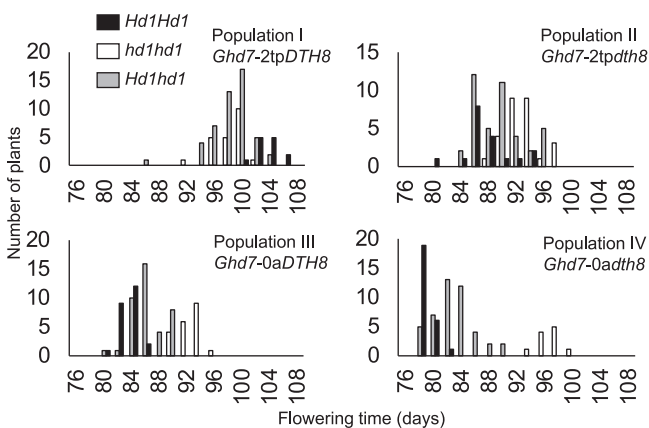 Hd1Hd1
hd1hd1
Hd1hd1
Population I
Ghd7-2tpDTH8
20
15
10
5
0
76 80 84 88 92 96 100 104 108
Population II
Ghd7-2tpdth8
15
10
5
0
76 80 84 88 92 96 100 104 108
Number of plants
Population III
Ghd7-0aDTH8
20
15
10
5
0
76 80 84 88 92 96 100 104 108
Population IV
Ghd7-0adth8
20
15
10
5
0
76 80 84 88 92 96 100 104 108
Flowering time (days)